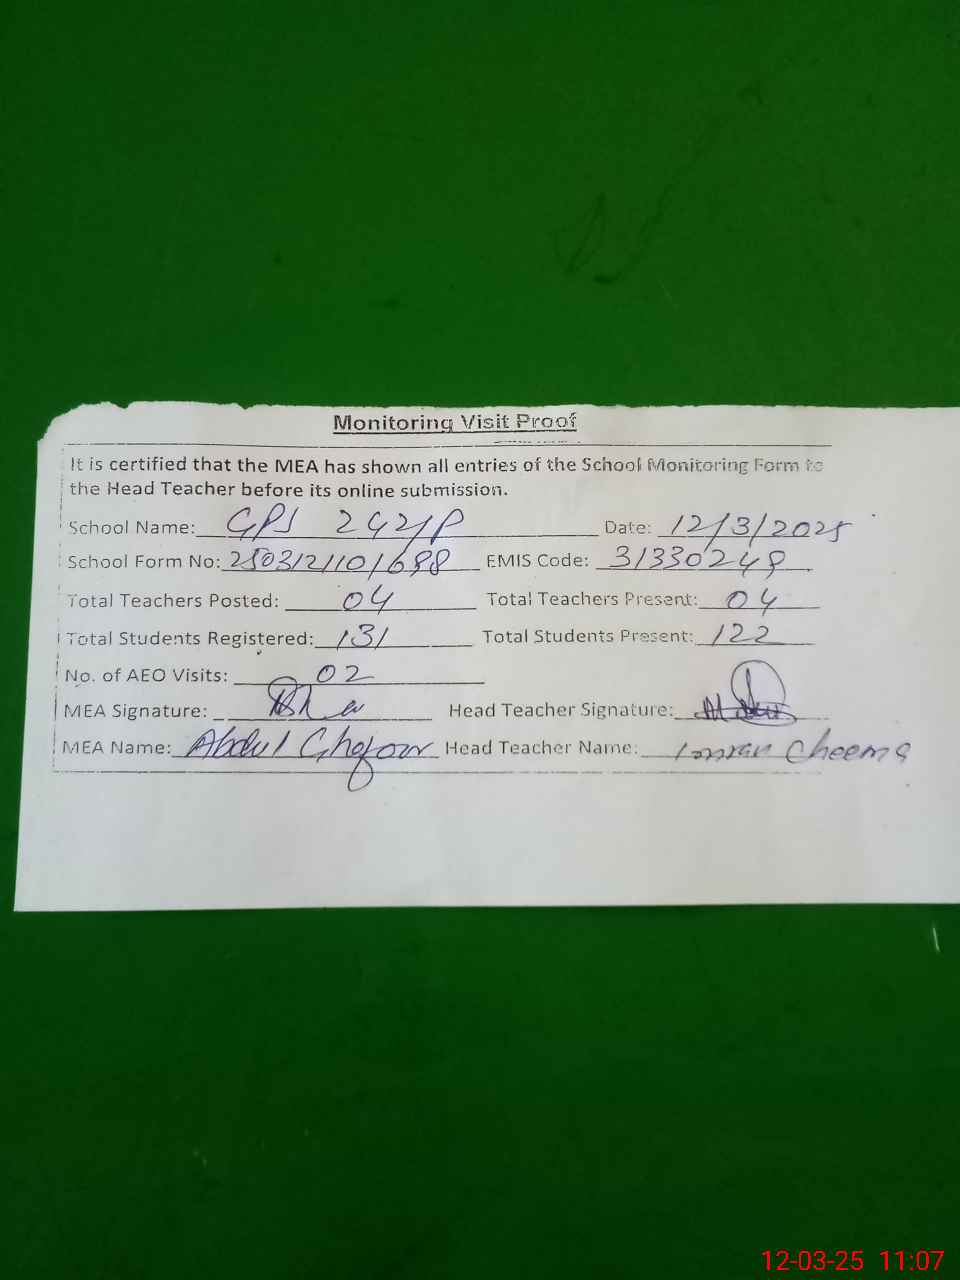 Monitoring Visit Proof
It is certified that the MEA has shown all entries of the School Monitoring Form to
the Head Teacher before its online submission.
School Name: GPS 242/P Date: 12/3/2025
School Form No: 250312110/698 EMIS Code: 31330249
Total Teachers Posted: 04 Total Teachers Present: 04
Total Students Registered: 131 Total Students Present: 122
No. of AEO Visits: 02
MEA Signature: Head Teacher Signature:
MEA Name: Abdul Ghafoor Head Teacher Name: Imran Cheema
12-03-25 11:07